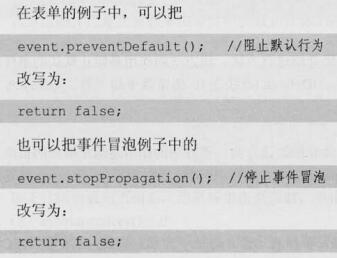 在表单的例子中，可以把
event.preventDefault();   //阻止默认行为
改写为：
return false;
也可以把事件冒泡例子中的
event.stopPropagation();   //停止事件冒泡
改写为：
return false;